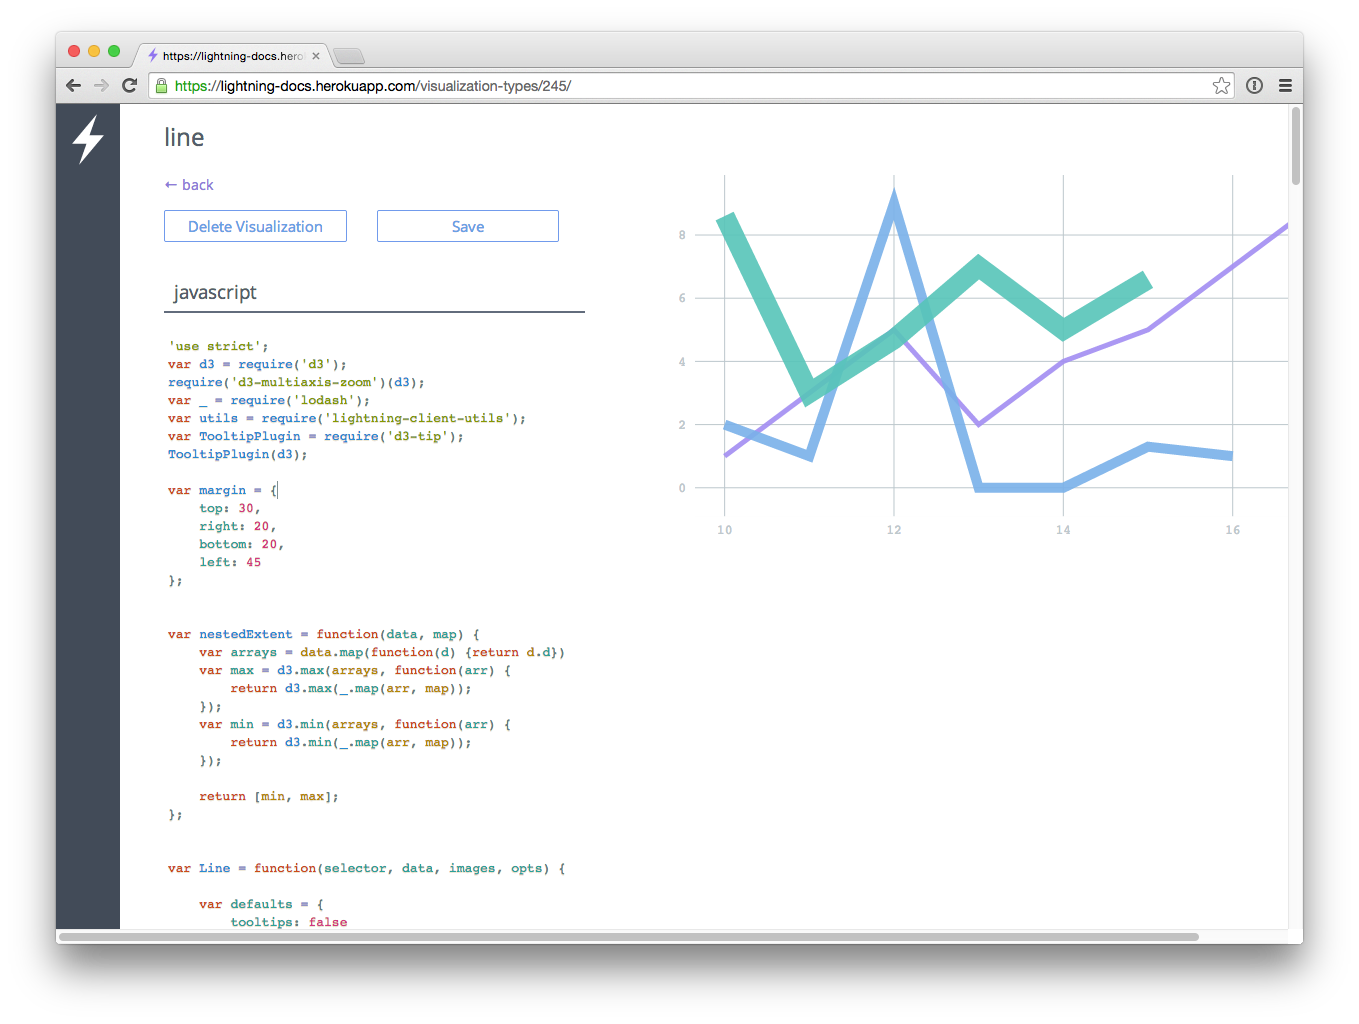 https://lightning-docs.hero
https://lightning-docs.herokuapp.com/visualization-types/245/
line
← back
Delete Visualization
Save
javascript
'use strict';
var d3 = require('d3');
require('d3-multiaxis-zoom')(d3);
var _ = require('lodash');
var utils = require('lightning-client-utils');
var TooltipPlugin = require('d3-tip');
TooltipPlugin(d3);
var margin = {
    top: 30,
    right: 20,
    bottom: 20,
    left: 45
};
var nestedExtent = function(data, map) {
    var arrays = data.map(function(d) {return d.d})
    var max = d3.max(arrays, function(arr) {
        return d3.max(_.map(arr, map));
    });
    var min = d3.min(arrays, function(arr) {
        return d3.min(_.map(arr, map));
    });
    return [min, max];
};
var Line = function(selector, data, images, opts) {
    var defaults = {
        tooltips: false
8
6
4
2
0
10 12 14 16